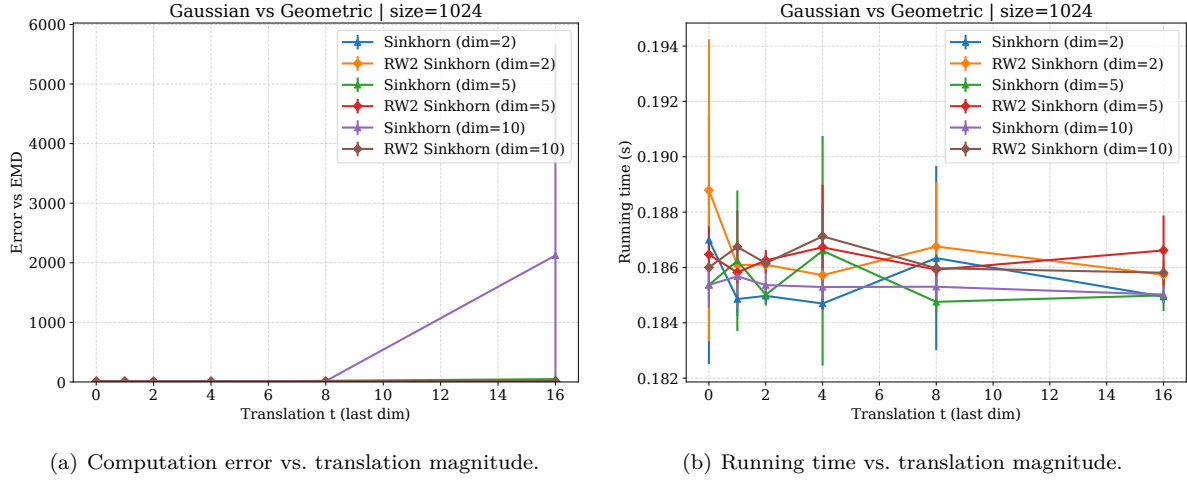 Gaussian vs Geometric | size=1024
6000
5000
4000
3000
2000
1000
0
Error vs EMD
Sinkhorn (dim=2)
RW2 Sinkhorn (dim=2)
Sinkhorn (dim=5)
RW2 Sinkhorn (dim=5)
Sinkhorn (dim=10)
RW2 Sinkhorn (dim=10)
0 2 4 6 8 10 12 14 16
Translation t (last dim)
(a) Computation error vs. translation magnitude.
Gaussian vs Geometric | size=1024
0.194
0.192
0.190
0.188
0.186
0.184
0.182
Running time (s)
Sinkhorn (dim=2)
RW2 Sinkhorn (dim=2)
Sinkhorn (dim=5)
RW2 Sinkhorn (dim=5)
Sinkhorn (dim=10)
RW2 Sinkhorn (dim=10)
0 2 4 6 8 10 12 14 16
Translation t (last dim)
(b) Running time vs. translation magnitude.